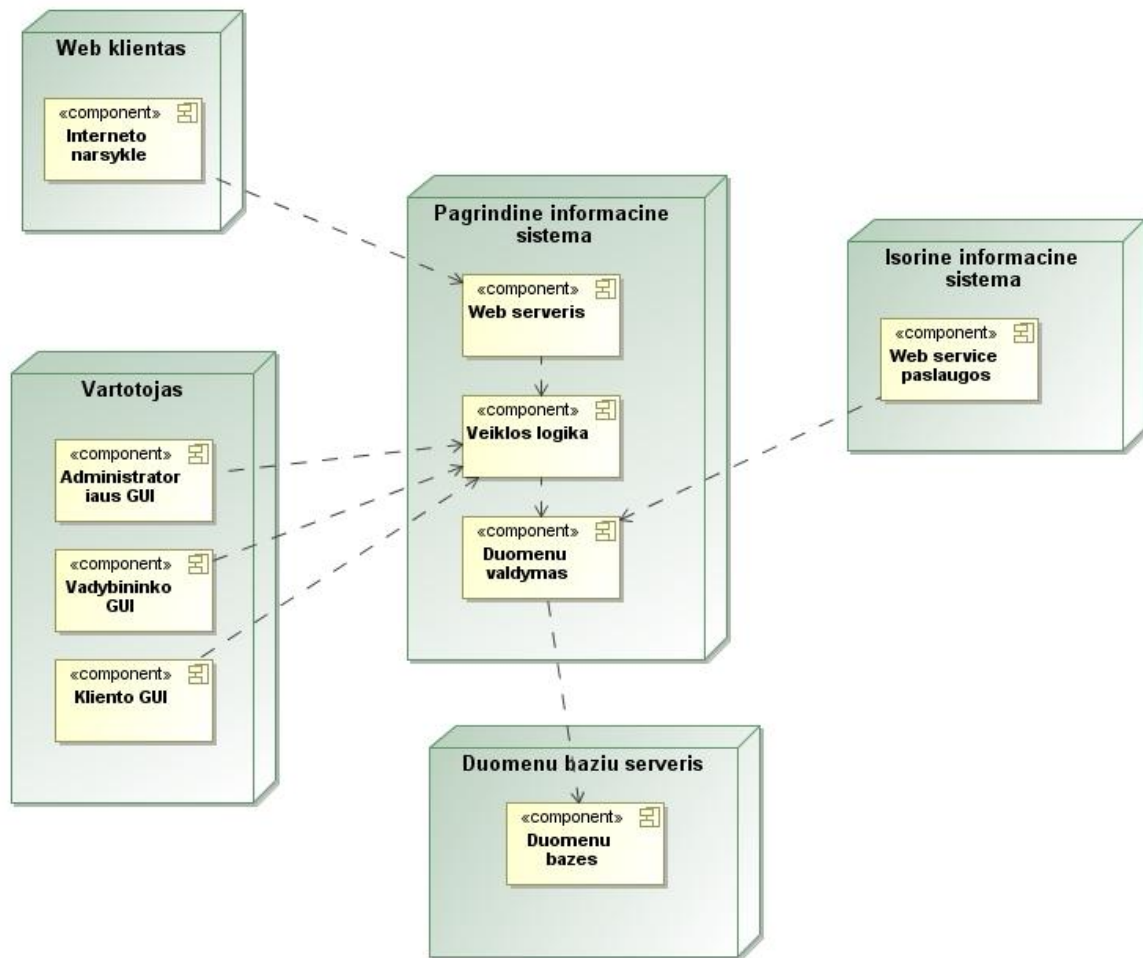 Web klientas
«component»
Interneto
narsykle
Pagrindine informacine
sistema
«component»
Web serveris
«component»
Veiklos logika
«component»
Duomenu
valdymas
Isorine informacine
sistema
«component»
Web service
paslaugos
Vartotojas
«component»
Administrator
iaus GUI
«component»
Vadybininko
GUI
«component»
Kliento GUI
Duomenu baziu serveris
«component»
Duomenu
bazes